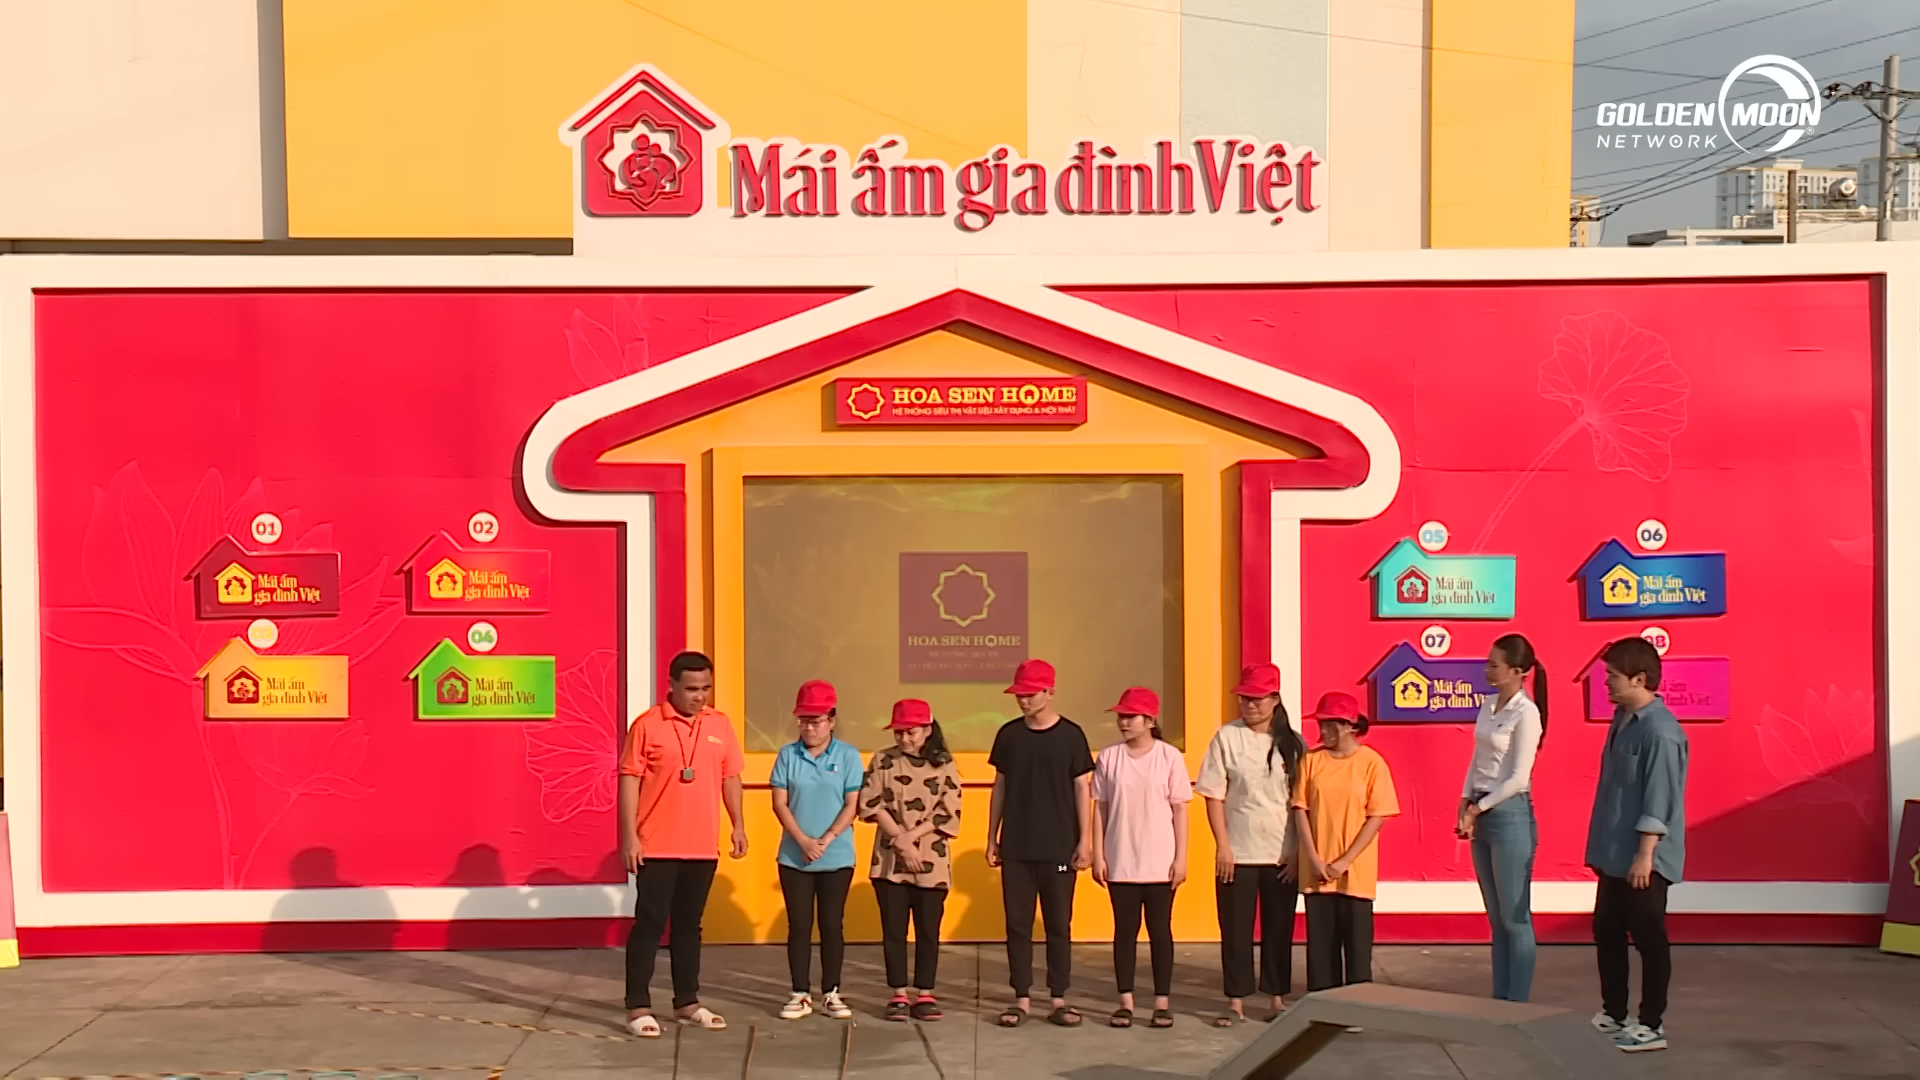 GOLDEN MOON
NETWORK
Mái ấm gia đình Việt
HOA SEN HOME
HỆ THỐNG SIÊU THỊ VẬT LIỆU XÂY DỰNG & NỘI THẤT
01
Mái ấm
gia đình Việt
02
Mái ấm
gia đình Việt
Mái ấm
gia đình Việt
04
Mái ấm
gia đình Việt
HOA SEN HOME
05
Mái ấm
gia đình Việt
06
Mái ấm
gia đình Việt
07
Mái ấm
gia đình Việt
08